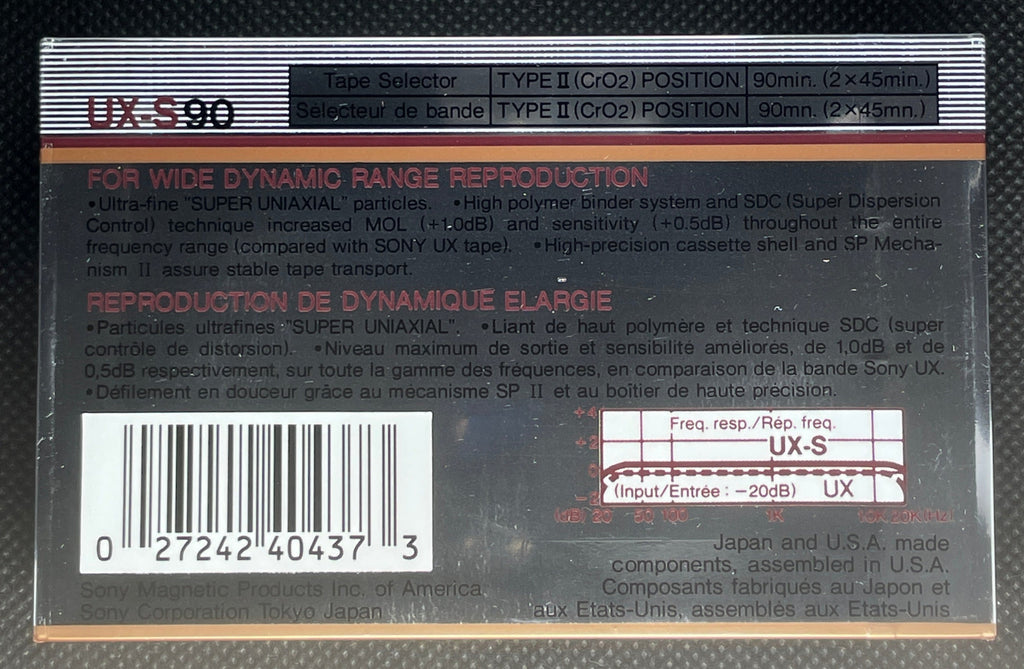 Tape Selector TYPE II (CrO2) POSITION 90min. (2×45min.)
UX-S 90 Sélecteur de bande TYPE II (CrO2) POSITION 90mn. (2×45mn.)
FOR WIDE DYNAMIC RANGE REPRODUCTION
•Ultra-fine "SUPER UNIAXIAL" particles. •High polymer binder system and SDC (Super Dispersion
Control) technique increased MOL (+1.0dB) and sensitivity (+0.5dB) throughout the entire
frequency range (compared with SONY UX tape). •High-precision cassette shell and SP Mecha-
nism II assure stable tape transport.
REPRODUCTION DE DYNAMIQUE ELARGIE
•Particules ultrafines "SUPER UNIAXIAL". •Liant de haut polymère et technique SDC (super
contrôle de distorsion). •Niveau maximum de sortie et sensibilité améliorés, de 1,0dB et de
0,5dB respectivement, sur toute la gamme des fréquences, en comparaison de la bande Sony UX.
•Défilement en douceur grâce au mécanisme SP II et au boîtier de haute précision.
+4
Freq. resp./Rép. freq.
+2
UX-S
0
(Input/Entrée : −20dB) UX
(dB) 20 50 100 1K 10K 20K(Hz)
0 27242 40437 3
Japan and U.S.A. made
components, assembled in U.S.A.
Composants fabriqués au Japon et
aux Etats-Unis, assemblés aux Etats-Unis
Sony Magnetic Products Inc. of America
Sony Corporation Tokyo Japan